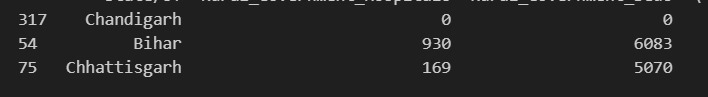 317 Chandigarh 0 0
54 Bihar 930 6083
75 Chhattisgarh 169 5070